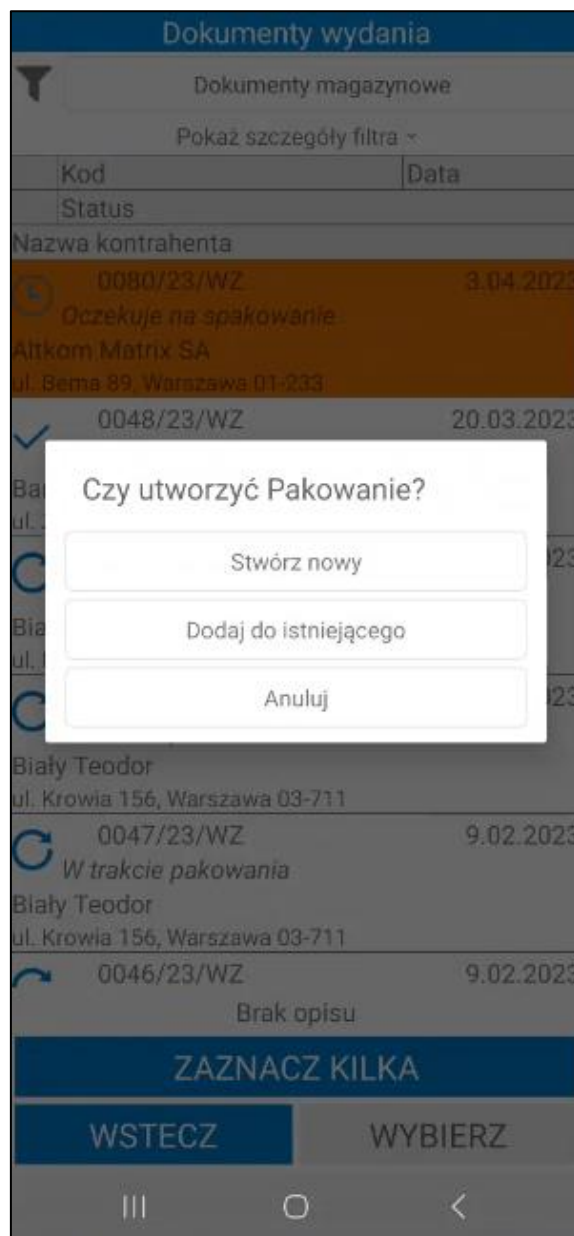 Dokumenty wydania
Dokumenty magazynowe
Pokaż szczegóły filtra
Kod Data
Status
Nazwa kontrahenta
0080/23/WZ 3.04.2023
Oczekuje na spakowanie
Altkom Matrix SA
ul. Bema 89, Warszawa 01-233
0048/23/WZ 20.03.2023
Czy utworzyć Pakowanie?
Stwórz nowy
Dodaj do istniejącego
Anuluj
Biały Teodor
ul. Krowia 156, Warszawa 03-711
0047/23/WZ 9.02.2023
W trakcie pakowania
Biały Teodor
ul. Krowia 156, Warszawa 03-711
0046/23/WZ 9.02.2023
Brak opisu
ZAZNACZ KILKA
WSTECZ WYBIERZ